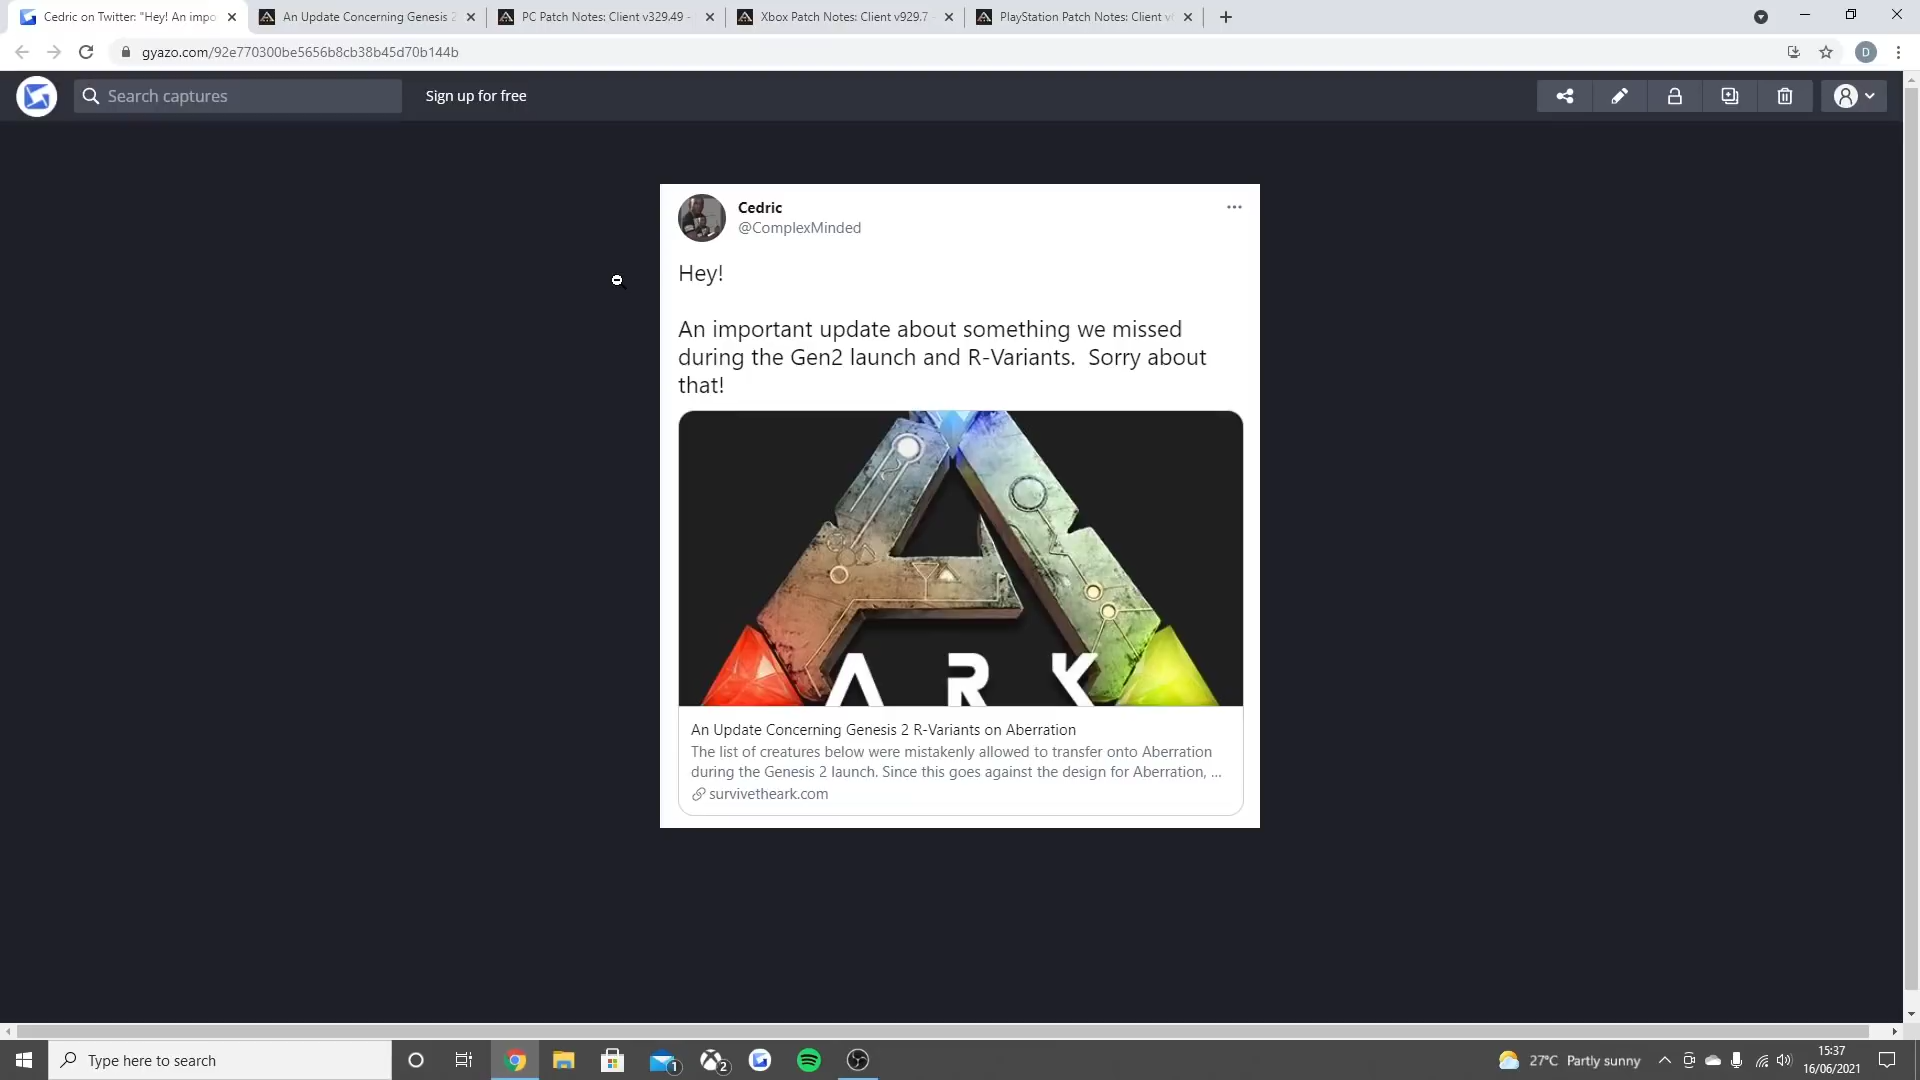 Cedric on Twitter: "Hey! An impo
An Update Concerning Genesis 2
PC Patch Notes: Client v329.49 -
Xbox Patch Notes: Client v929.7
PlayStation Patch Notes: Client v
gyazo.com/92e770300be5656b8cb38b45d70b144b
D
Search captures
Sign up for free
Cedric
@ComplexMinded
Hey!
An important update about something we missed
during the Gen2 launch and R-Variants. Sorry about
that!
ARK
An Update Concerning Genesis 2 R-Variants on Aberration
The list of creatures below were mistakenly allowed to transfer onto Aberration
during the Genesis 2 launch. Since this goes against the design for Aberration, ...
survivetheark.com
Type here to search
1
2
27°C Partly sunny
15:37
16/06/2021